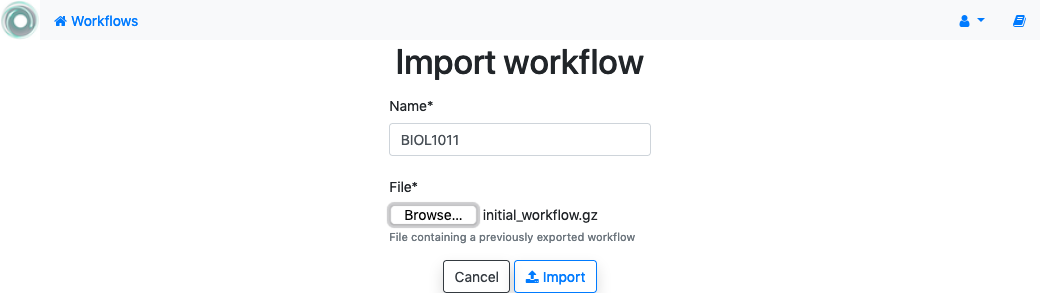 Workflows
Import workflow
Name*
BIOL1011
File*
Browse... initial_workflow.gz
File containing a previously exported workflow
Cancel Import